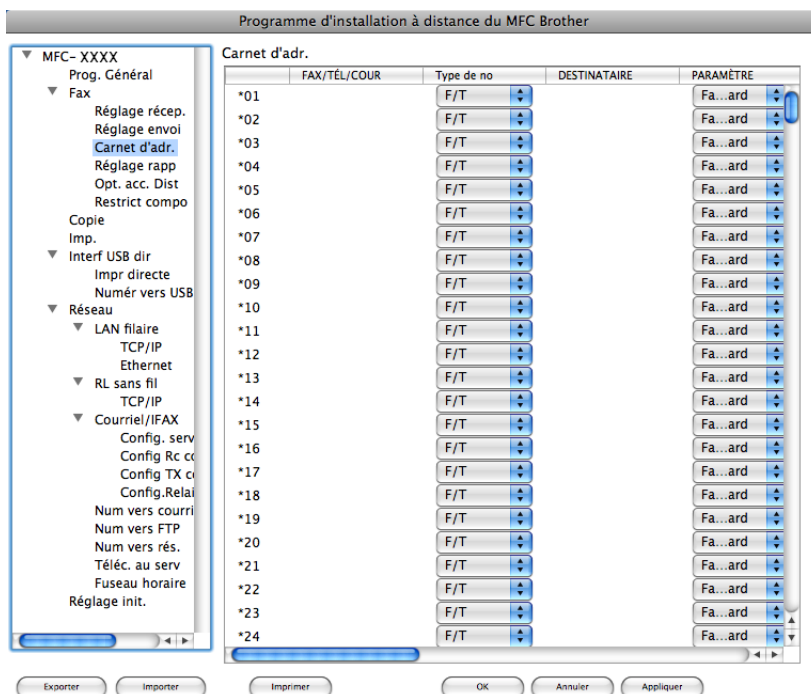 Programme d'installation à distance du MFC Brother
MFC- XXXX
Prog. Général
Fax
Réglage récep.
Réglage envoi
Carnet d'adr.
Réglage rapp
Opt. acc. Dist
Restrict compo
Copie
Imp.
Interf USB dir
Impr directe
Numér vers USB
Réseau
LAN filaire
TCP/IP
Ethernet
RL sans fil
TCP/IP
Courriel/IFAX
Config. serv
Config Rc co
Config TX co
Config.Relai
Num vers courri
Num vers FTP
Num vers rés.
Téléc. au serv
Fuseau horaire
Réglage init.
Carnet d'adr.
FAX/TÉL/COUR Type de no DESTINATAIRE PARAMÈTRE
*01 F/T Fa...ard
*02 F/T Fa...ard
*03 F/T Fa...ard
*04 F/T Fa...ard
*05 F/T Fa...ard
*06 F/T Fa...ard
*07 F/T Fa...ard
*08 F/T Fa...ard
*09 F/T Fa...ard
*10 F/T Fa...ard
*11 F/T Fa...ard
*12 F/T Fa...ard
*13 F/T Fa...ard
*14 F/T Fa...ard
*15 F/T Fa...ard
*16 F/T Fa...ard
*17 F/T Fa...ard
*18 F/T Fa...ard
*19 F/T Fa...ard
*20 F/T Fa...ard
*21 F/T Fa...ard
*22 F/T Fa...ard
*23 F/T Fa...ard
*24 F/T Fa...ard
Exporter Importer Imprimer OK Annuler Appliquer